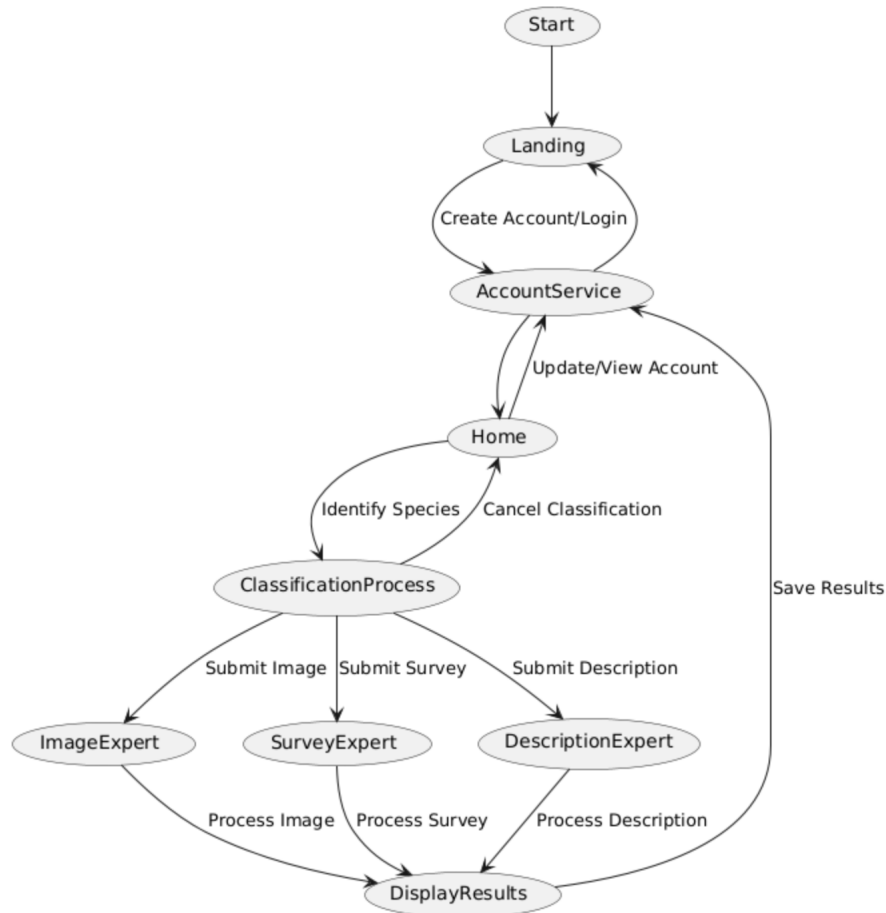 Start
Landing
Create Account/Login
AccountService
Update/View Account
Home
Identify Species
Cancel Classification
ClassificationProcess
Save Results
Submit Image
Submit Survey
Submit Description
ImageExpert
SurveyExpert
DescriptionExpert
Process Image
Process Survey
Process Description
DisplayResults